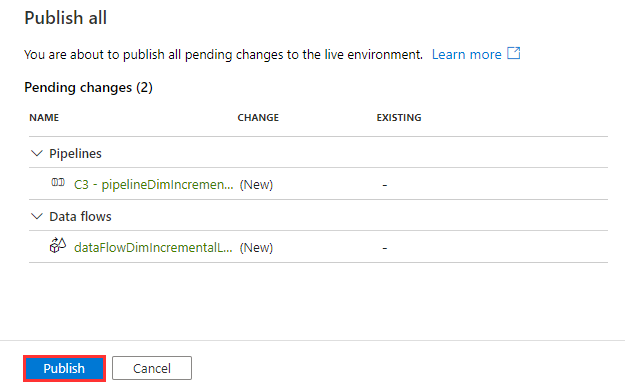 Publish all
You are about to publish all pending changes to the live environment. Learn more
Pending changes (2)
NAME CHANGE EXISTING
Pipelines
C3 - pipelineDimIncremen... (New) -
Data flows
dataFlowDimIncrementalL... (New) -
Publish Cancel